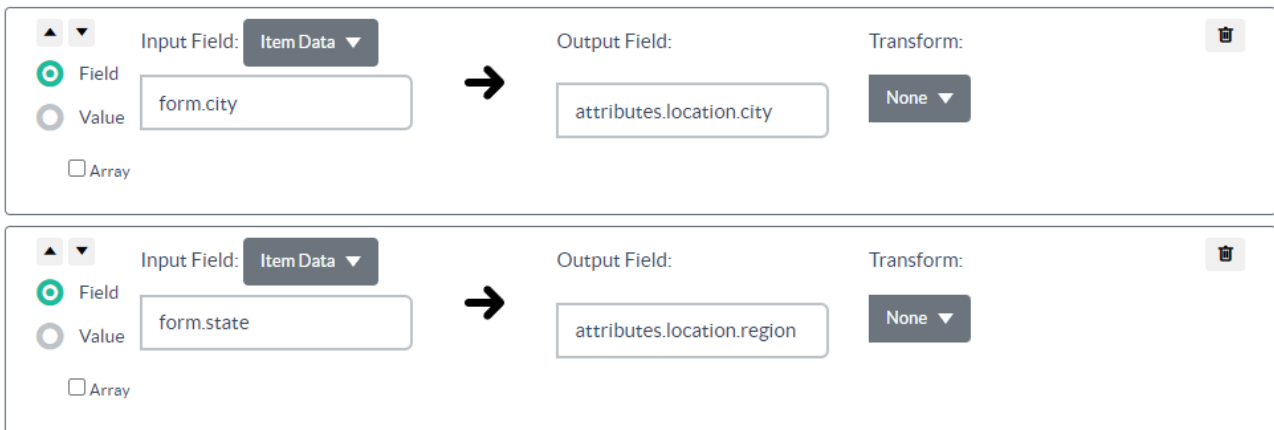 Input Field: Item Data Output Field: Transform:
Field
form.city attributes.location.city None
Value
Array
Input Field: Item Data Output Field: Transform:
Field
form.state attributes.location.region None
Value
Array